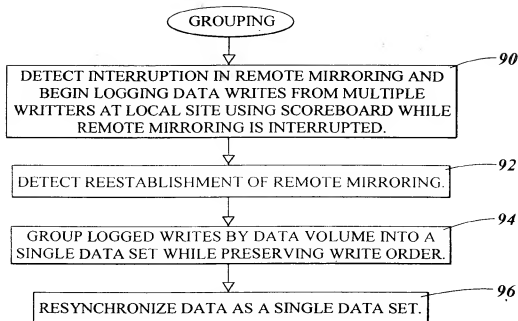 GROUPING
90
DETECT INTERRUPTION IN REMOTE MIRRORING AND
BEGIN LOGGING DATA WRITES FROM MULTIPLE
WRITTERS AT LOCAL SITE USING SCOREBOARD WHILE
REMOTE MIRRORING IS INTERRUPTED.
92
DETECT REESTABLISHMENT OF REMOTE MIRRORING.
94
GROUP LOGGED WRITES BY DATA VOLUME INTO A
SINGLE DATA SET WHILE PRESERVING WRITE ORDER.
96
RESYNCHRONIZE DATA AS A SINGLE DATA SET.